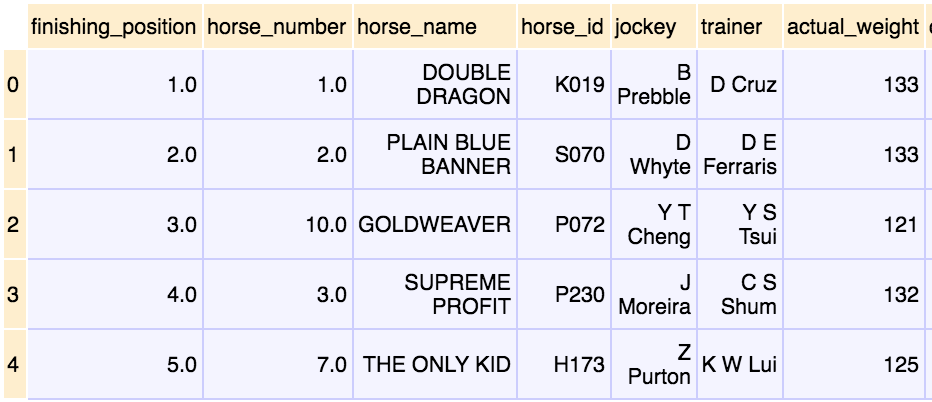 finishing_position horse_number horse_name horse_id jockey trainer actual_weight
0 1.0 1.0 DOUBLE DRAGON K019 B Prebble D Cruz 133
1 2.0 2.0 PLAIN BLUE BANNER S070 D Whyte D E Ferraris 133
2 3.0 10.0 GOLDWEAVER P072 Y T Cheng Y S Tsui 121
3 4.0 3.0 SUPREME PROFIT P230 J Moreira C S Shum 132
4 5.0 7.0 THE ONLY KID H173 Z Purton K W Lui 125